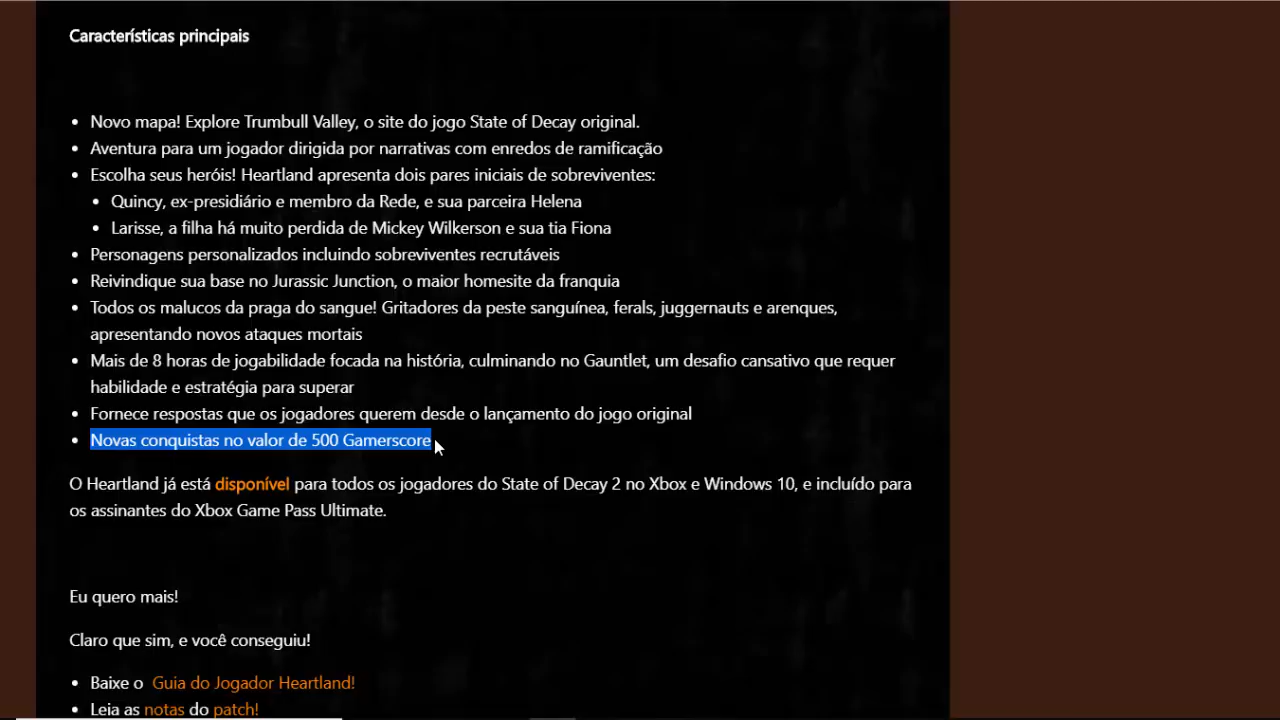 Características principais
Novo mapa! Explore Trumbull Valley, o site do jogo State of Decay original.
Aventura para um jogador dirigida por narrativas com enredos de ramificação
Escolha seus heróis! Heartland apresenta dois pares iniciais de sobreviventes:
Quincy, ex-presidiário e membro da Rede, e sua parceira Helena
Larisse, a filha há muito perdida de Mickey Wilkerson e sua tia Fiona
Personagens personalizados incluindo sobreviventes recrutáveis
Reivindique sua base no Jurassic Junction, o maior homesite da franquia
Todos os malucos da praga do sangue! Gritadores da peste sanguínea, ferals, juggernauts e arenques,
apresentando novos ataques mortais
Mais de 8 horas de jogabilidade focada na história, culminando no Gauntlet, um desafio cansativo que requer
habilidade e estratégia para superar
Fornece respostas que os jogadores querem desde o lançamento do jogo original
Novas conquistas no valor de 500 Gamerscore
O Heartland já está disponível para todos os jogadores do State of Decay 2 no Xbox e Windows 10, e incluído para
os assinantes do Xbox Game Pass Ultimate.
Eu quero mais!
Claro que sim, e você conseguiu!
Baixe o Guia do Jogador Heartland!
Leia as notas do patch!